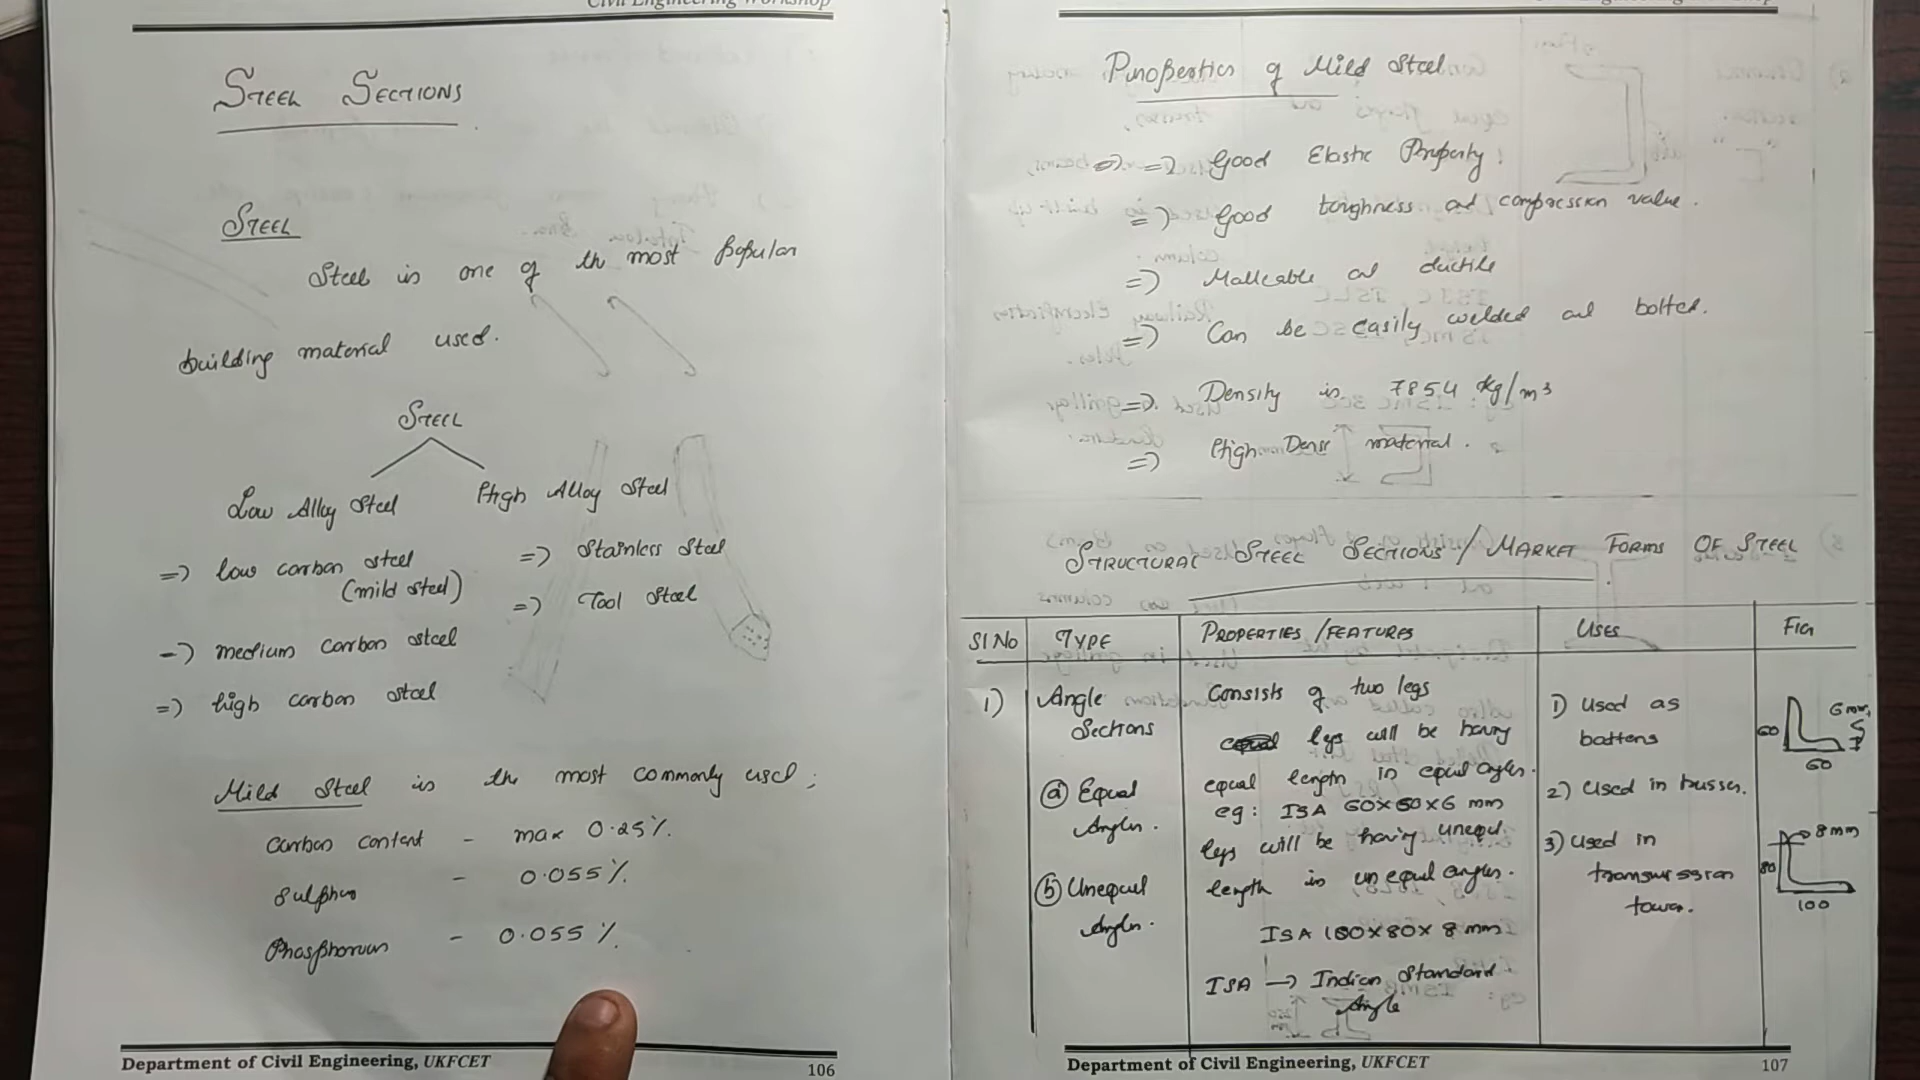 Civil Engineering Workshop
STEEL SECTIONS
STEEL
Steel is one of the most popular
building material used.
STEEL
Low Alloy Steel
High Alloy Steel
=) low carbon steel
(mild steel)
=) medium carbon steel
=) high carbon steel
=) Stainless Steel
=) Tool Steel
Mild Steel is the most commonly used;
Carbon content - max 0.25%.
Sulphur - 0.055%.
Phosphorous - 0.055%.
Department of Civil Engineering, UKFCET
106
Properties of Mild Steel
=) Good Elastic Property.
=) Good toughness and compression value.
=) Malleable and ductile
=) Can be easily welded and bolted.
=) Density is 7854 kg/m³
=) High Dense material.
STRUCTURAL STEEL SECTIONS / MARKET FORMS OF STEEL
Sl No TYPE PROPERTIES /FEATURES USES FIG
1) Angle
Sections
(a) Equal
Angles.
(b) Unequal
Angles.
Consists of two legs
legs will be having
equal length in equal angles.
eg: ISA 60x60x6 mm
legs will be having unequal
length in unequal angles.
ISA 100x80x8 mm
ISA → Indian Standard
Angle
1) Used as
battens
2) Used in trusses.
3) Used in
transmission
tower.
60
6mm
60
8mm
80
100
Department of Civil Engineering, UKFCET
107